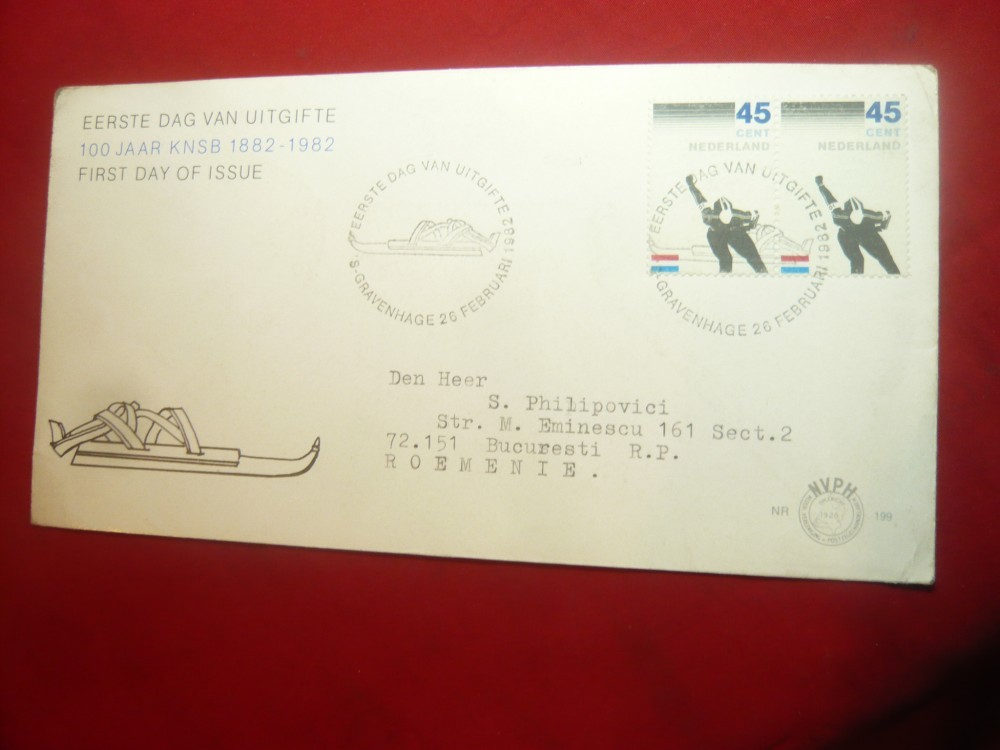 EERSTE DAG VAN UITGIFTE
100 JAAR KNSB 1882-1982
FIRST DAY OF ISSUE
EERSTE DAG VAN UITGIFTE
'S-GRAVENHAGE 26 FEBRUARI 1982
45
CENT
NEDERLAND
45
CENT
NEDERLAND
EERSTE DAG VAN UITGIFTE
'S-GRAVENHAGE 26 FEBRUARI 1982
Den Heer
S. Philipovici
Str. M. Eminescu 161 Sect.2
72.151 Bucuresti R.P.
ROEMENIE.
NR
NVPH
199